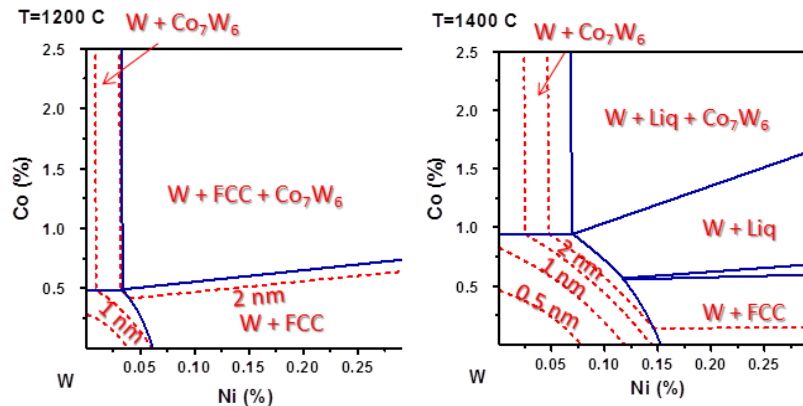 T=1200 C
W + Co₇W₆
2.5
2.0
1.5
1.0
0.5
Co (%)
W + FCC + Co₇W₆
2 nm
W + FCC
1 nm
W
0.05
0.10
0.15
0.20
0.25
Ni (%)
T=1400 C
W + Co₇W₆
2.5
2.0
1.5
1.0
0.5
Co (%)
W + Liq + Co₇W₆
W + Liq
2 nm
1 nm
0.5 nm
W + FCC
W
0.05
0.10
0.15
0.20
0.25
Ni (%)